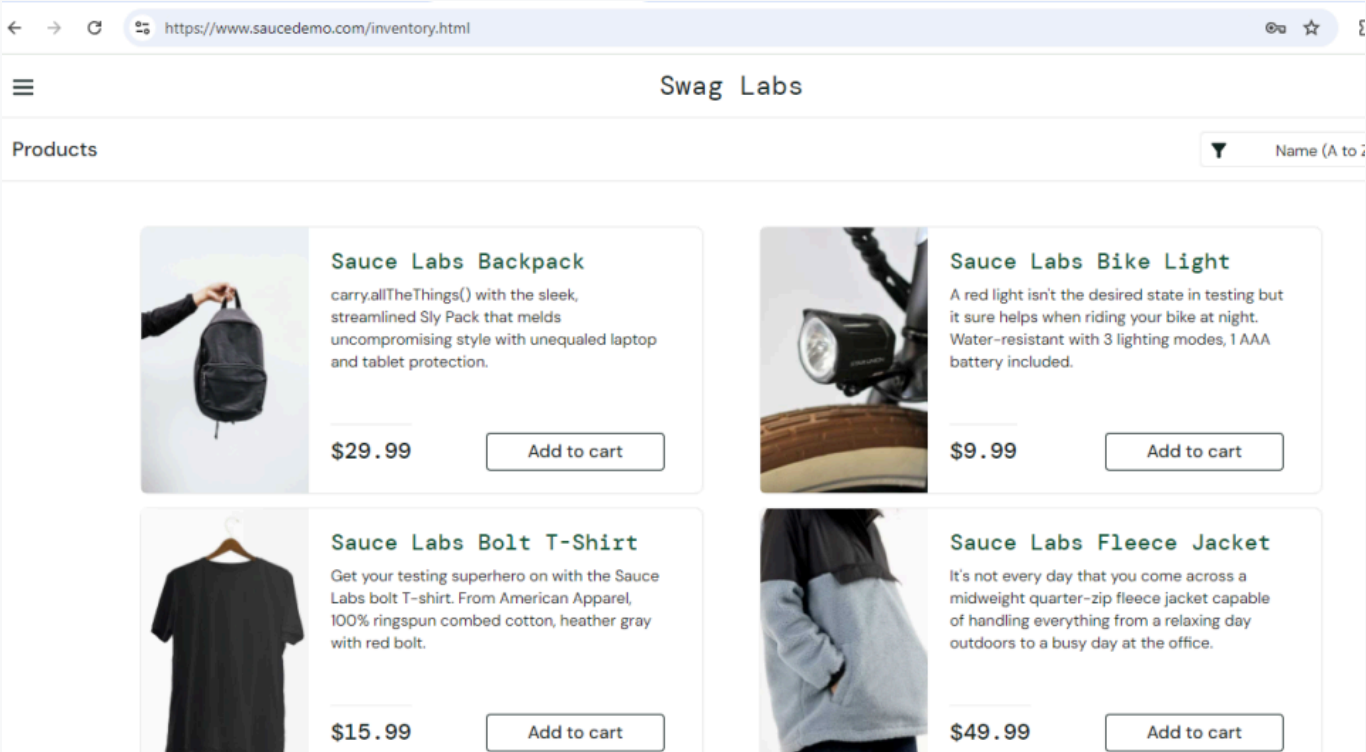 https://www.saucedemo.com/inventory.html
Swag Labs
Products
Name (A to Z
Sauce Labs Backpack
carry.allTheThings() with the sleek,
streamlined Sly Pack that melds
uncompromising style with unequaled laptop
and tablet protection.
$29.99
Add to cart
Sauce Labs Bike Light
A red light isn't the desired state in testing but
it sure helps when riding your bike at night.
Water-resistant with 3 lighting modes, 1 AAA
battery included.
$9.99
Add to cart
Sauce Labs Bolt T-Shirt
Get your testing superhero on with the Sauce
Labs bolt T-shirt. From American Apparel,
100% ringspun combed cotton, heather gray
with red bolt.
$15.99
Add to cart
Sauce Labs Fleece Jacket
It's not every day that you come across a
midweight quarter-zip fleece jacket capable
of handling everything from a relaxing day
outdoors to a busy day at the office.
$49.99
Add to cart